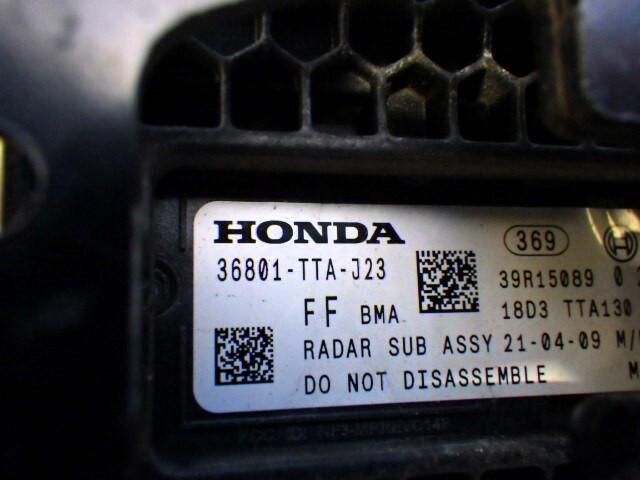 HONDA 369
36801-TTA-J23 39R15089 0
FF BMA 18D3 TTA130
RADAR SUB ASSY 21-04-09 M/
DO NOT DISASSEMBLE M